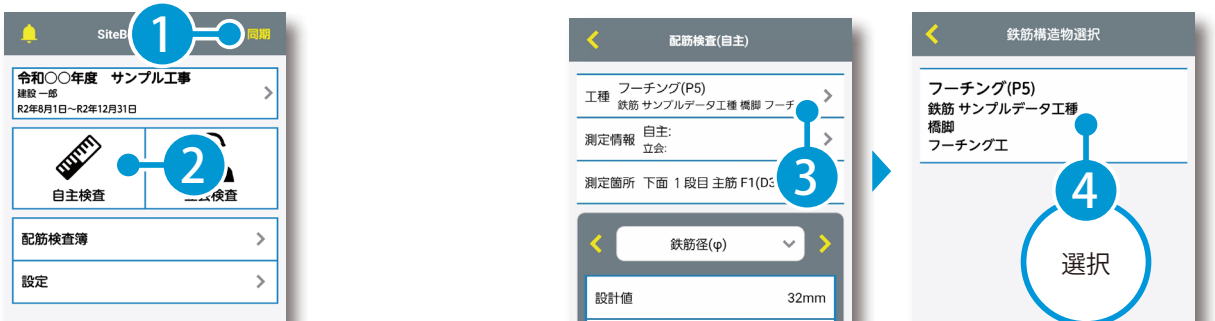 1
SiteB
同期
令和○○年度 サンプル工事
建設 一郎
R2年8月1日～R2年12月31日
2
自主検査
検査
配筋検査簿
設定
配筋検査(自主)
工種 フーチング(P5)
鉄筋 サンプルデータ工種 橋脚 フーチ
測定情報 自主:
立会:
測定箇所 下面 1段目 主筋 F1(D3
3
鉄筋径(φ)
設計値 32mm
鉄筋構造物選択
フーチング(P5)
鉄筋 サンプルデータ工種
橋脚
フーチング工
4
選択